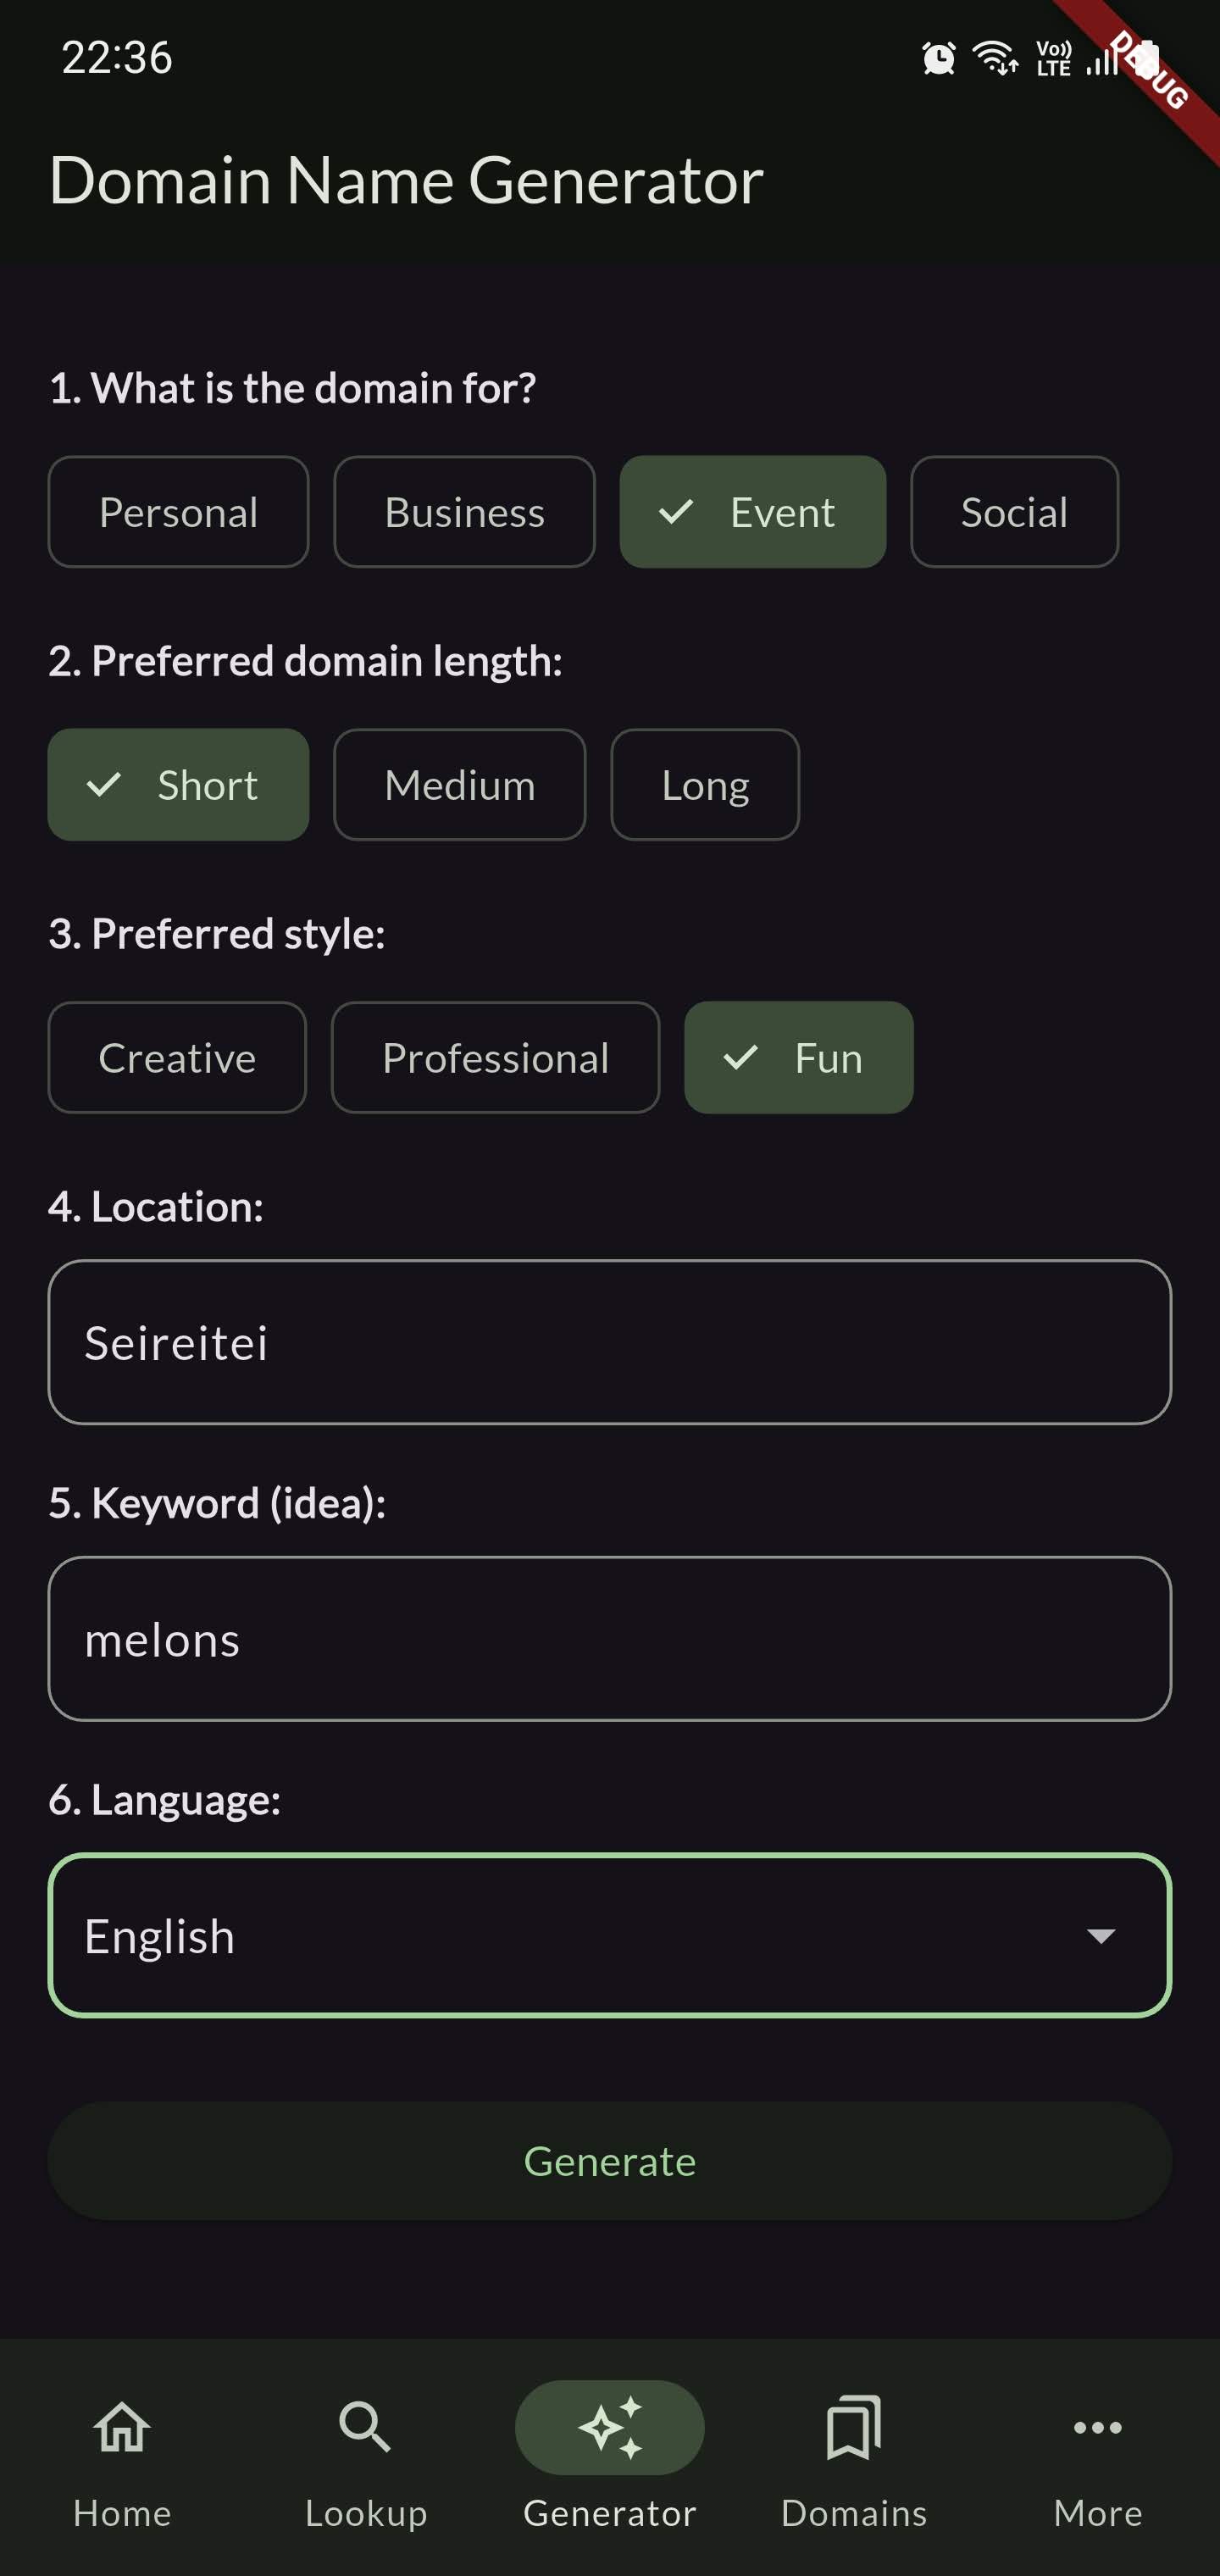 22:36 Vo)) LTE DEBUG
Domain Name Generator
1. What is the domain for?
Personal Business Event Social
2. Preferred domain length:
Short Medium Long
3. Preferred style:
Creative Professional Fun
4. Location:
Seireitei
5. Keyword (idea):
melons
6. Language:
English
Generate
Home Lookup Generator Domains More